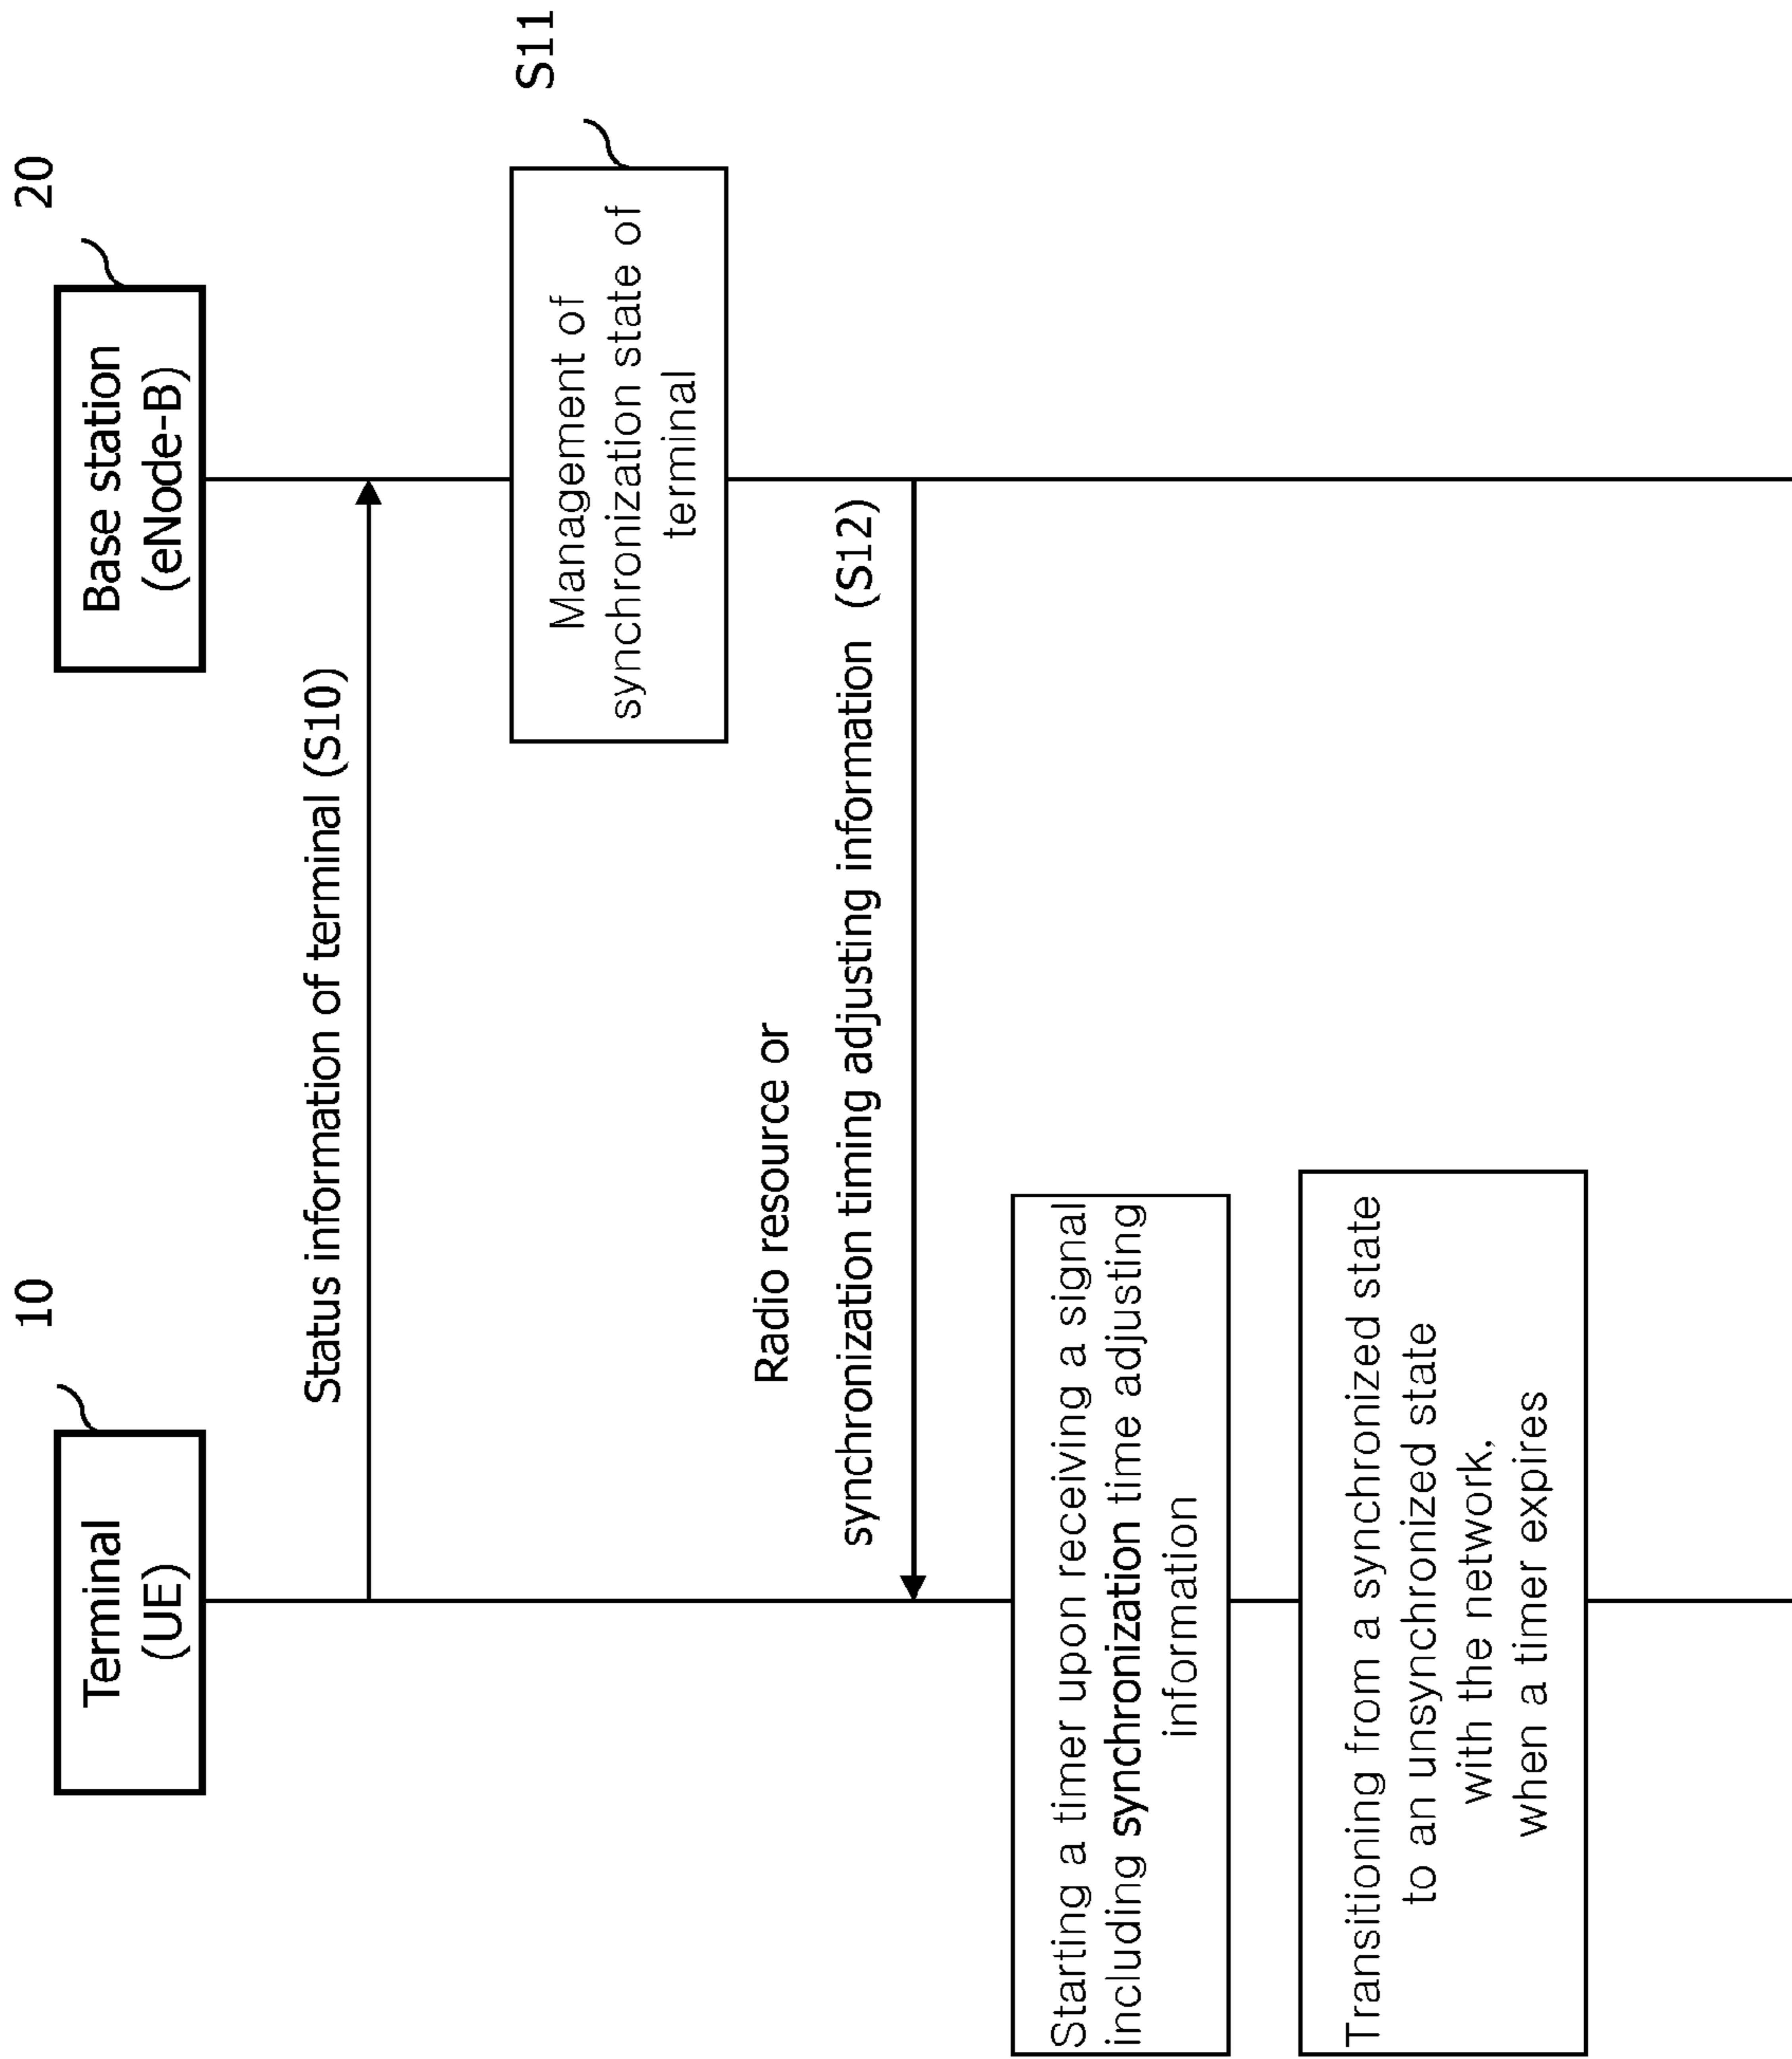 10
20
Terminal
(UE)
Base station
(eNode-B)
Status information of terminal (S10)
S11
Management of
synchronization state of
terminal
Radio resource or
synchronization timing adjusting information (S12)
Starting a timer upon receiving a signal
including synchronization time adjusting
information
Transitioning from a synchronized state
to an unsynchronized state
with the network,
when a timer expires